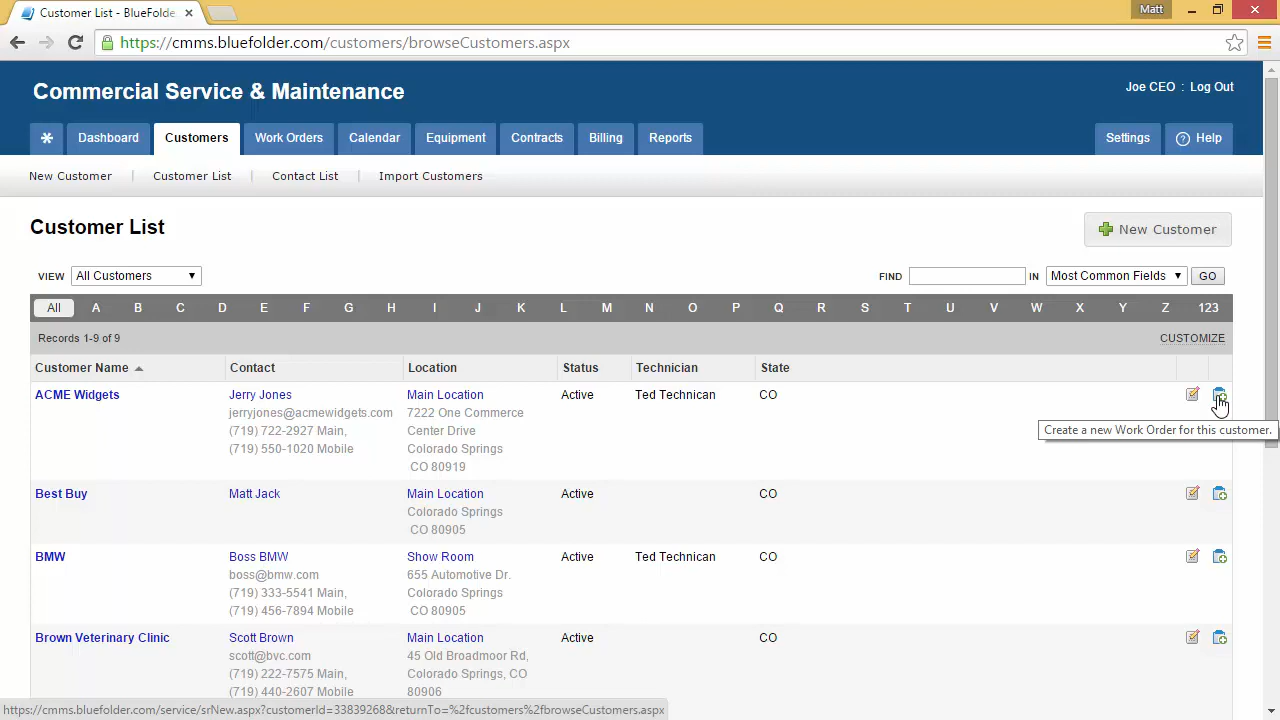 Customer List - BlueFolde
Matt
https://cmms.bluefolder.com/customers/browseCustomers.aspx
Commercial Service & Maintenance
Joe CEO : Log Out
Dashboard Customers Work Orders Calendar Equipment Contracts Billing Reports Settings Help
New Customer Customer List Contact List Import Customers
Customer List
New Customer
VIEW All Customers FIND IN Most Common Fields GO
All A B C D E F G H I J K L M N O P Q R S T U V W X Y Z 123
Records 1-9 of 9 CUSTOMIZE
Customer Name Contact Location Status Technician State
ACME Widgets Jerry Jones Main Location Active Ted Technican CO
jerryjones@acmewidgets.com 7222 One Commerce
(719) 722-2927 Main, Center Drive
(719) 550-1020 Mobile Colorado Springs
CO 80919
Create a new Work Order for this customer.
Best Buy Matt Jack Main Location Active CO
Colorado Springs
CO 80905
BMW Boss BMW Show Room Active Ted Technican CO
boss@bmw.com 655 Automotive Dr.
(719) 333-5541 Main, Colorado Springs
(719) 456-7894 Mobile CO 80905
Brown Veterinary Clinic Scott Brown Main Location Active CO
scott@bvc.com 45 Old Broadmoor Rd,
(719) 222-7575 Main, Colorado Springs, CO
(719) 440-2607 Mobile 80906
https://cmms.bluefolder.com/service/srNew.aspx?customerId=33839268&returnTo=%2fcustomers%2fbrowseCustomers.aspx